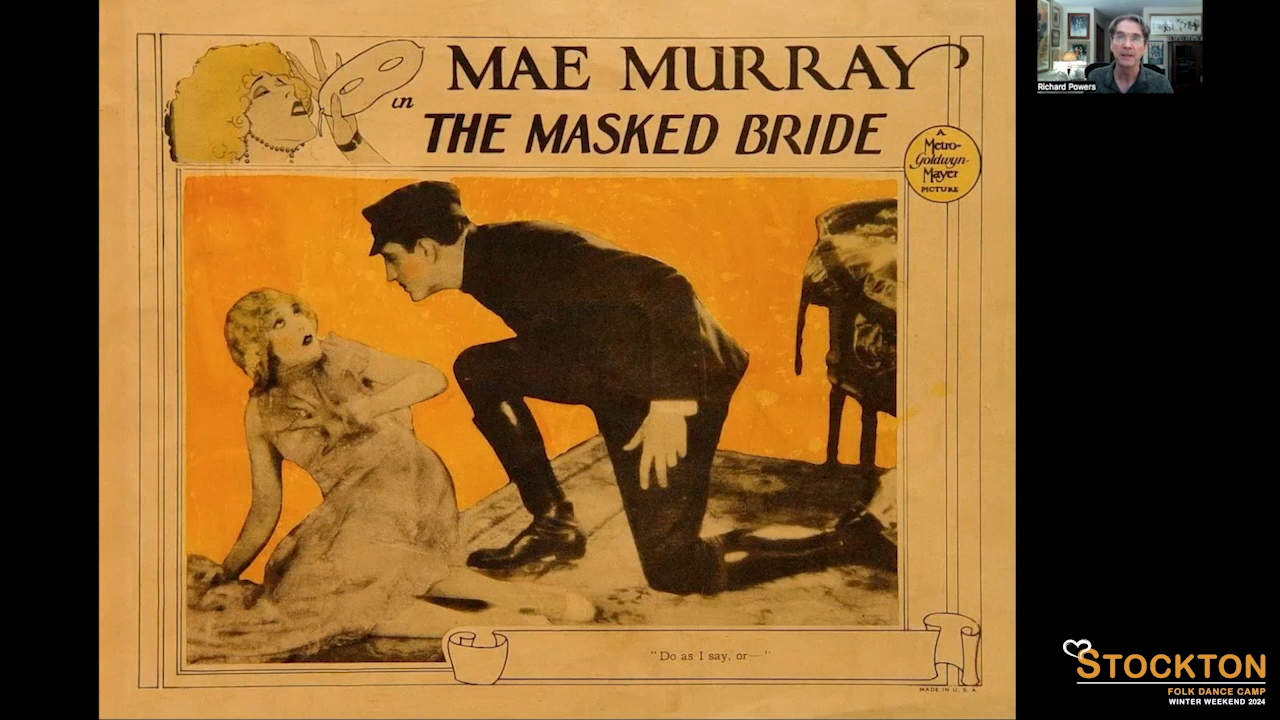 MAE MURRAY
in
THE MASKED BRIDE
A
Metro-
Goldwyn-
Mayer
PICTURE
"Do as I say, or—"
MADE IN U. S. A.
Richard Powers
STOCKTON
FOLK DANCE CAMP
WINTER WEEKEND 2024